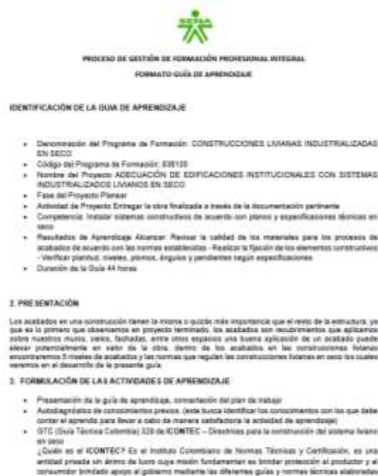 SENA
PROCESO DE GESTIÓN DE FORMACIÓN PROFESIONAL INTEGRAL
FORMATO GUÍA DE APRENDIZAJE
IDENTIFICACIÓN DE LA GUIA DE APRENDIZAJE
• Denominación del Programa de Formación: CONSTRUCCIONES LIVIANAS INDUSTRIALIZADAS
EN SECO
• Código del Programa de Formación:
• Nombre del Proyecto ADECUACIÓN DE EDIFICACIONES INSTITUCIONALES CON SISTEMAS
INDUSTRIALIZADOS LIVIANOS EN SECO
• Fase del Proyecto Planear
• Actividad de Proyecto Entregar la obra finalizada a través de la documentación pertinente
• Competencia: Instalar sistemas constructivos de acuerdo con planos y especificaciones técnicas en
seco
• Resultados de Aprendizaje Alcanzar: Revisar la calidad de los materiales para los procesos de
acabados de acuerdo con las normas establecidas - Realizar la fijación de los elementos constructivos
- Verificar planitud, niveles, plomos, ángulos y pendientes según especificaciones
• Duración de la Guía 44 horas
2. PRESENTACIÓN
Los acabados en una construcción tienen la misma o quizás más importancia que el resto de la estructura, ya
que es lo primero que observamos en proyecto terminado, los acabados son recubrimientos que aplicamos
sobre nuestros muros, cielos, fachadas, entre otros espacios una buena aplicación de un acabado puede
elevar potencialmente en valor de la obra, dentro de los acabados en las construcciones livianas
encontraremos 5 niveles de acabados y las normas que regulan las construcciones livianas en seco los cuales
veremos en el desarrollo de la presente guía.
3. FORMULACIÓN DE LAS ACTIVIDADES DE APRENDIZAJE
• Presentación de la guía de aprendizaje, concertación del plan de trabajo
• Autodiagnóstico de conocimientos previos. (este busca identificar los conocimientos con los que debe
contar el aprendiz para llevar a cabo de manera satisfactoria la actividad de aprendizaje)
• GTC (Guía Técnica Colombia) 328 de ICONTEC – Directrices para la construcción del sistema liviano
en seco
¿Quién es el ICONTEC? Es el Instituto Colombiano de Normas Técnicas y Certificación, es una
entidad privada sin ánimo de lucro cuya misión fundamental es brindar protección al productor y al
consumidor brindado apoyo al gobierno mediante las diferentes guías y normas técnicas elaboradas